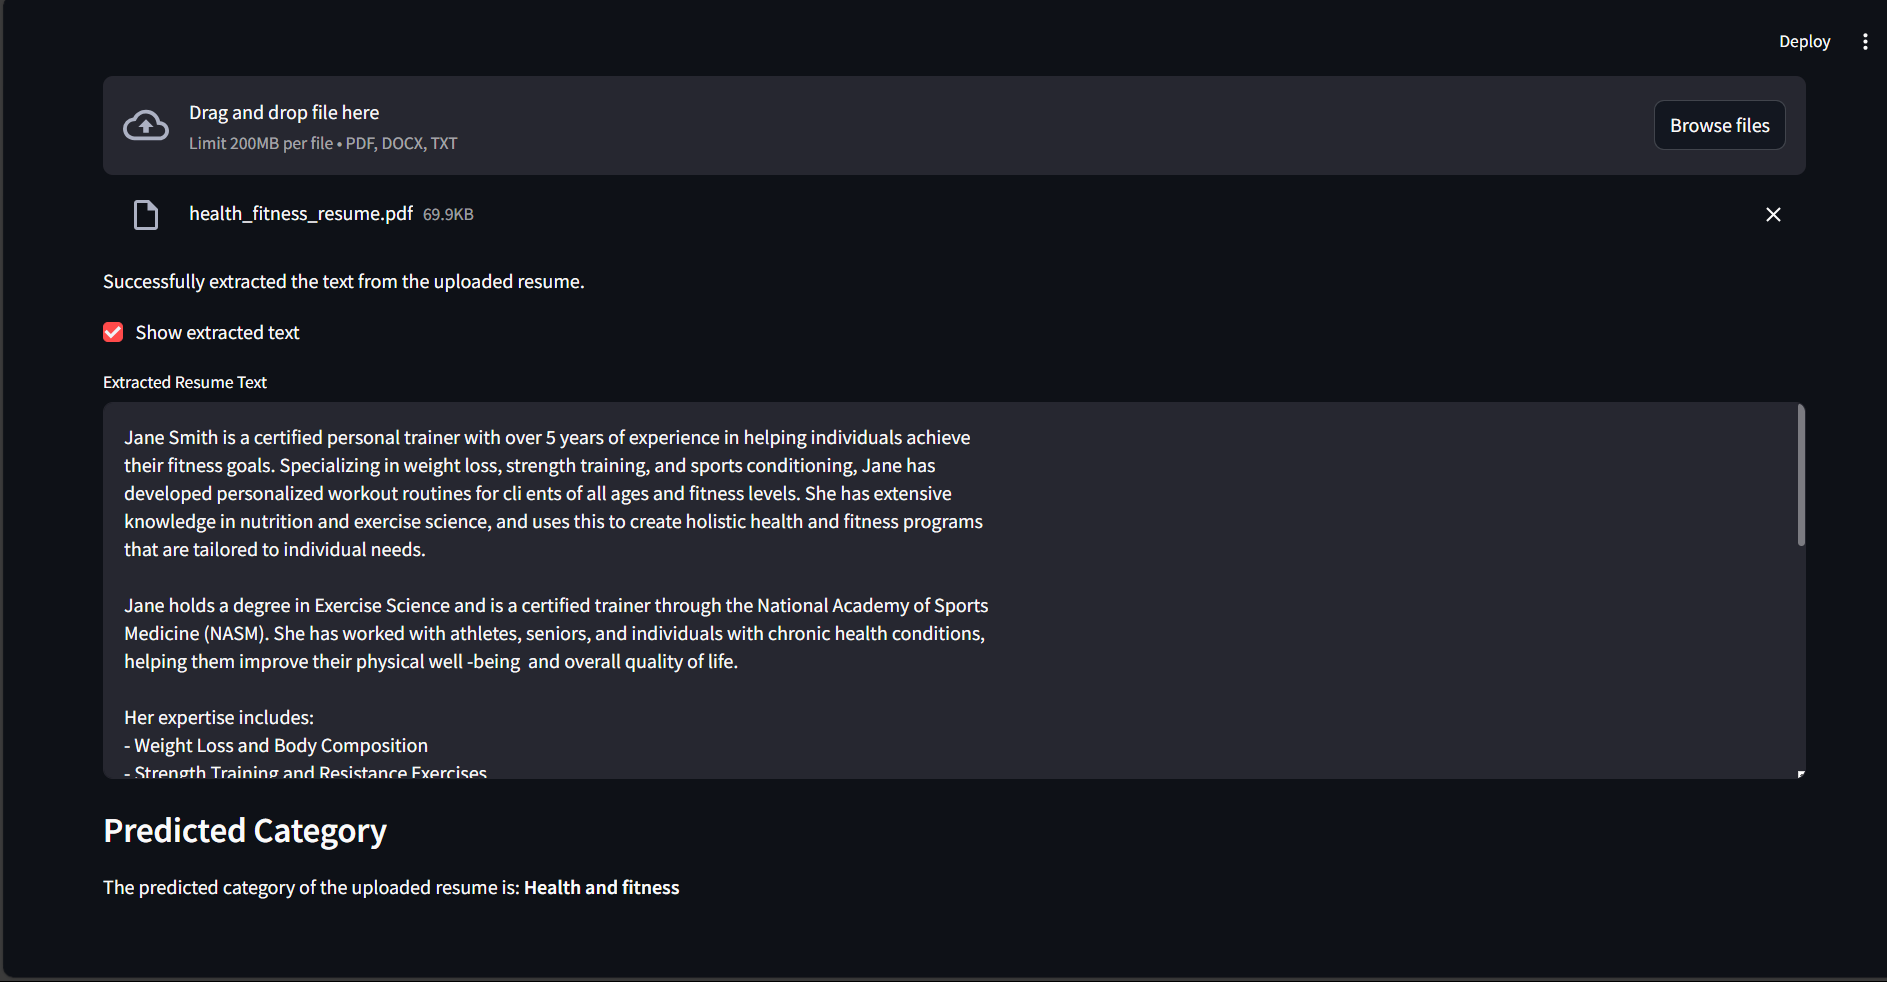 Deploy
Drag and drop file here
Limit 200MB per file • PDF, DOCX, TXT
Browse files
health_fitness_resume.pdf 69.9KB
Successfully extracted the text from the uploaded resume.
Show extracted text
Extracted Resume Text
Jane Smith is a certified personal trainer with over 5 years of experience in helping individuals achieve
their fitness goals. Specializing in weight loss, strength training, and sports conditioning, Jane has
developed personalized workout routines for cli ents of all ages and fitness levels. She has extensive
knowledge in nutrition and exercise science, and uses this to create holistic health and fitness programs
that are tailored to individual needs.
Jane holds a degree in Exercise Science and is a certified trainer through the National Academy of Sports
Medicine (NASM). She has worked with athletes, seniors, and individuals with chronic health conditions,
helping them improve their physical well -being  and overall quality of life.
Her expertise includes:
- Weight Loss and Body Composition
- Strength Training and Resistance Exercises
Predicted Category
The predicted category of the uploaded resume is: Health and fitness